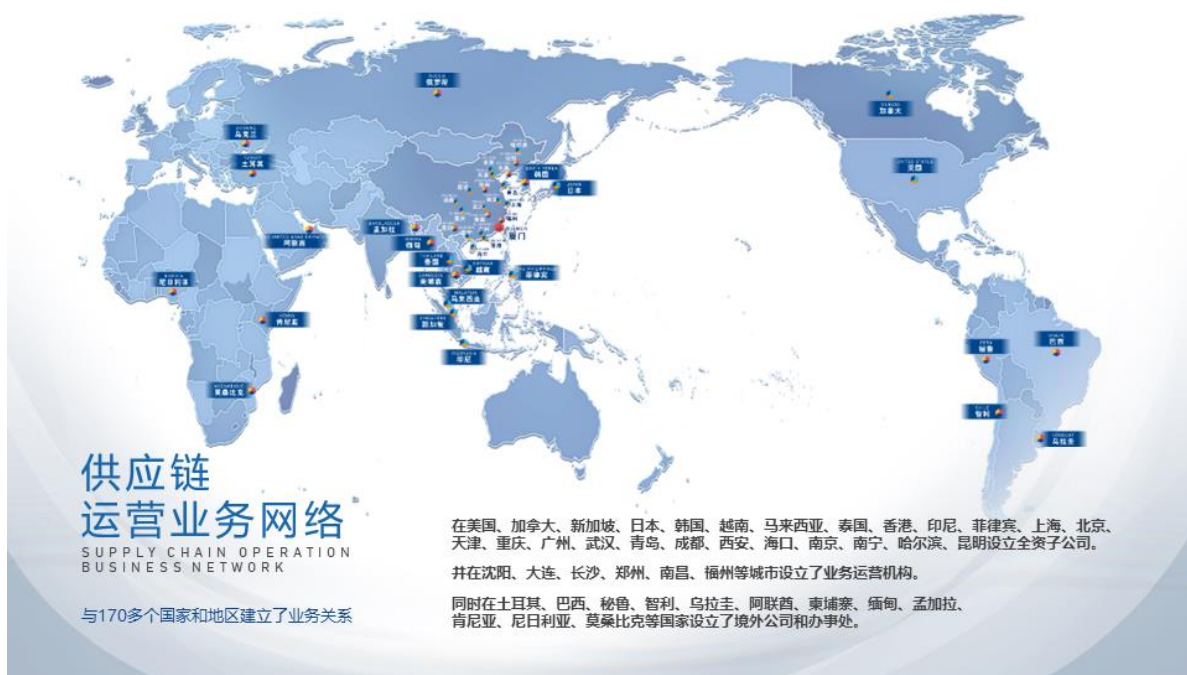 俄罗斯
CANADA
加拿大
乌克兰
土耳其
UNITED STATES
美国
韩国
JAPAN
日本
孟加拉
缅甸
阿联酋
厦门
泰国
越南
柬埔寨
菲律宾
尼日利亚
马来西亚
新加坡
肯尼亚
印尼
秘鲁
巴西
莫桑比克
智利
乌拉圭
供应链
运营业务网络
SUPPLY CHAIN OPERATION
BUSINESS NETWORK
与170多个国家和地区建立了业务关系
在美国、加拿大、新加坡、日本、韩国、越南、马来西亚、泰国、香港、印尼、菲律宾、上海、北京、
天津、重庆、广州、武汉、青岛、成都、西安、海口、南京、南宁、哈尔滨、昆明设立全资子公司。
并在沈阳、大连、长沙、郑州、南昌、福州等城市设立了业务运营机构。
同时在土耳其、巴西、秘鲁、智利、乌拉圭、阿联酋、柬埔寨、缅甸、孟加拉、
肯尼亚、尼日利亚、莫桑比克等国家设立了境外公司和办事处。